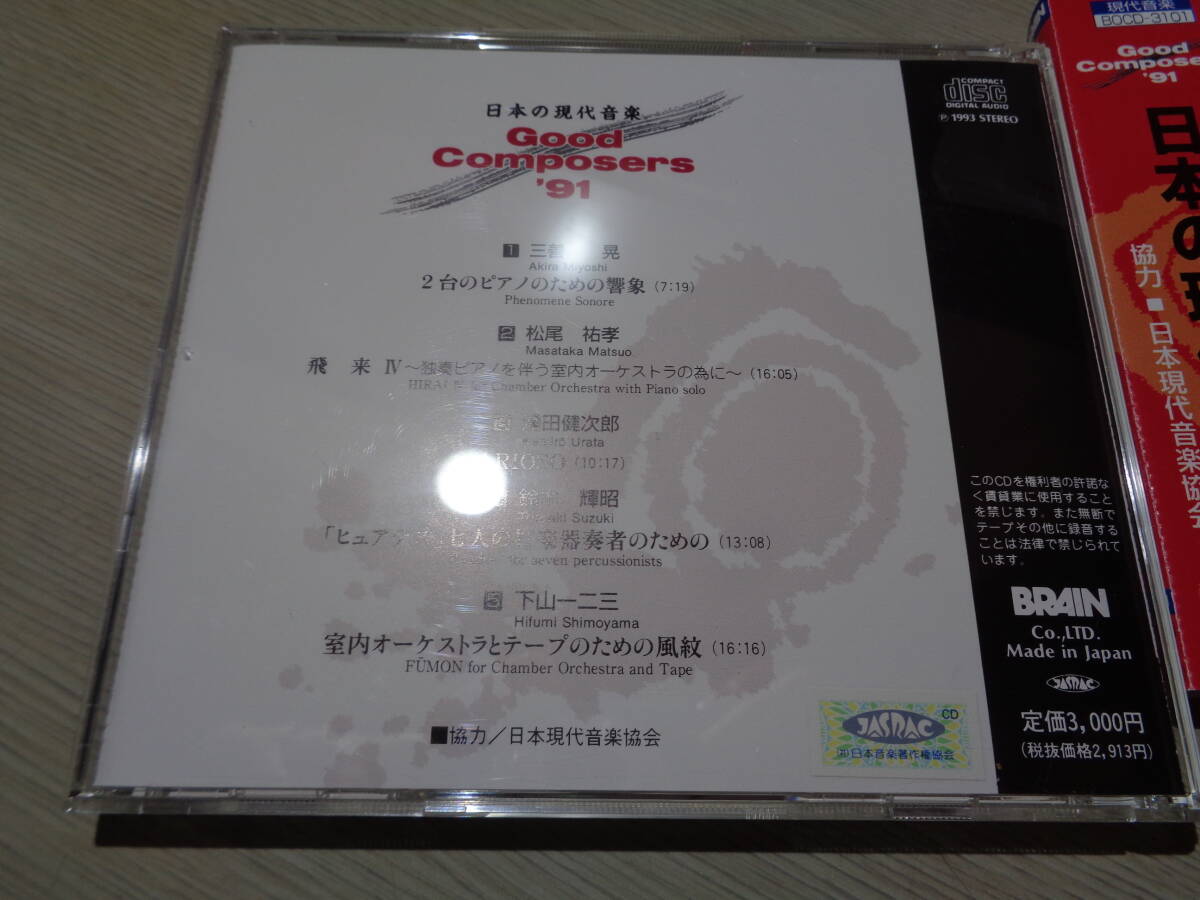 日本の現代音楽
Good
Composers
'91
1 三善 晃
Akira Miyoshi
2台のピアノのための響象 (7:19)
Phenomene Sonore
2 松尾 祐孝
Masataka Matsuo
飛 来 Ⅳ~独奏ピアノを伴う室内オーケストラの為に~ (16:05)
for Chamber Orchestra with Piano solo
田健次郎
Urata
(10:17)
輝昭
Suzuki
奏者のための (13:08)
for seven percussionists
5 下山一二三
Hifumi Shimoyama
室内オーケストラとテープのための風紋 (16:16)
FŪMON for Chamber Orchestra and Tape
■協力/日本現代音楽協会
JASRAC
CD
日本音楽著作権協会
COMPACT
disc
DIGITAL AUDIO
Ⓟ 1993 STEREO
このCDを権利者の許諾な
く賃貸業に使用すること
を禁じます。また無断で
テープその他に録音する
ことは法律で禁じられて
います。
BRAIN
Co.,LTD.
Made in Japan
JASRAC
定価3,000円
(税抜価格2,913円)
現代音楽
BOCD-3101
Good
Compose
'91
日本の現
協力■日本現代音楽協会